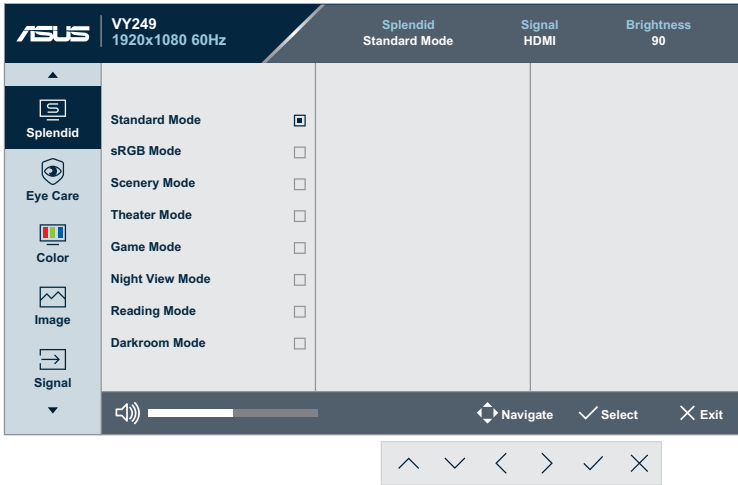 ASUS
VY249
1920x1080 60Hz
Splendid
Standard Mode
Signal
HDMI
Brightness
90
S
Splendid
Eye Care
Color
Image
Signal
Standard Mode
sRGB Mode
Scenery Mode
Theater Mode
Game Mode
Night View Mode
Reading Mode
Darkroom Mode
Navigate
Select
Exit